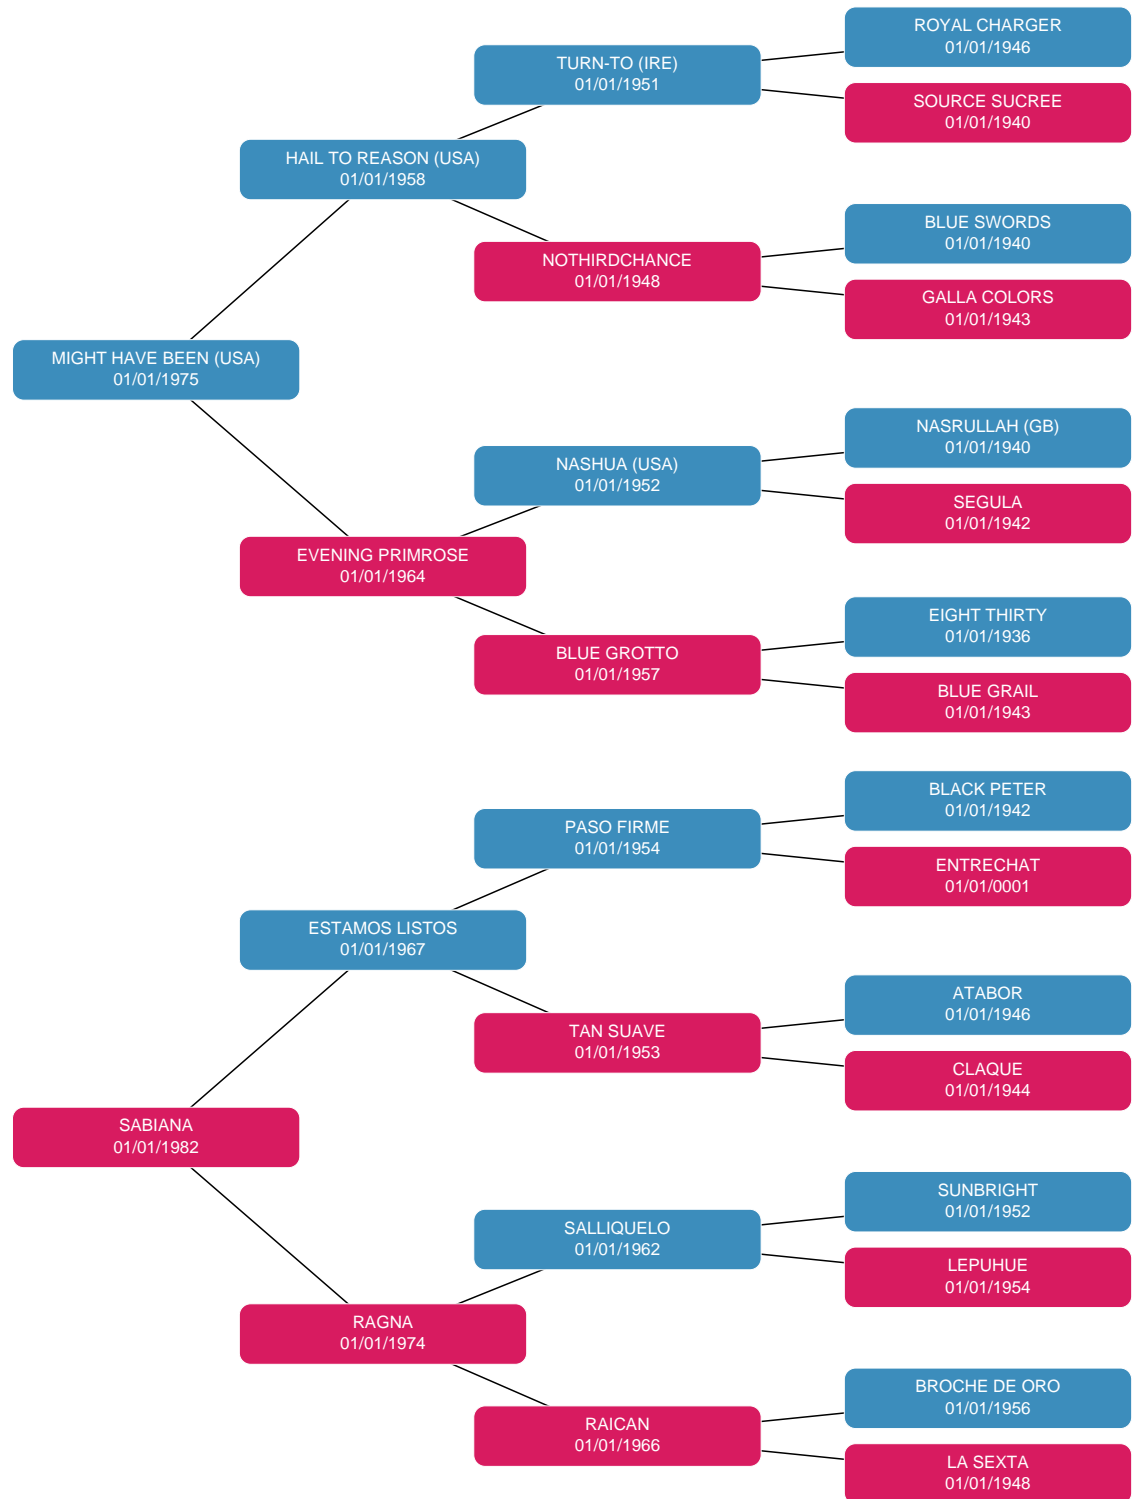 ROYAL CHARGER
01/01/1946
TURN-TO (IRE)
01/01/1951
SOURCE SUCREE
01/01/1940
HAIL TO REASON (USA)
01/01/1958
BLUE SWORDS
01/01/1940
NOTHIRDCHANCE
01/01/1948
GALLA COLORS
01/01/1943
MIGHT HAVE BEEN (USA)
01/01/1975
NASRULLAH (GB)
01/01/1940
NASHUA (USA)
01/01/1952
SEGULA
01/01/1942
EVENING PRIMROSE
01/01/1964
EIGHT THIRTY
01/01/1936
BLUE GROTTO
01/01/1957
BLUE GRAIL
01/01/1943
BLACK PETER
01/01/1942
PASO FIRME
01/01/1954
ENTRECHAT
01/01/0001
ESTAMOS LISTOS
01/01/1967
ATABOR
01/01/1946
TAN SUAVE
01/01/1953
CLAQUE
01/01/1944
SABIANA
01/01/1982
SUNBRIGHT
01/01/1952
SALLIQUELO
01/01/1962
LEPUHUE
01/01/1954
RAGNA
01/01/1974
BROCHE DE ORO
01/01/1956
RAICAN
01/01/1966
LA SEXTA
01/01/1948